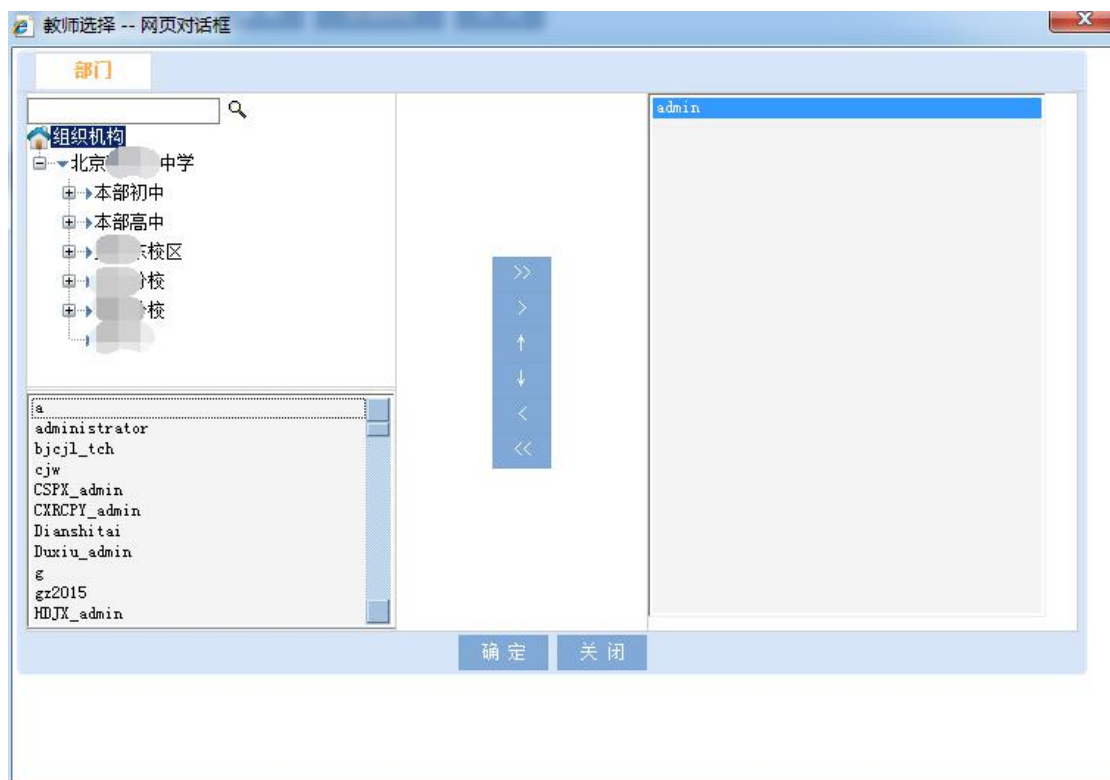 教师选择 -- 网页对话框
部门
组织机构
北京 中学
本部初中
本部高中
校区
校
校
a
administrator
bjcjl_tch
cjw
CSPX_admin
CXRCPY_admin
Dianshitai
Duxiu_admin
g
gz2015
HDJX_admin
>>
>
↑
↓
<
<<
admin
确定
关闭